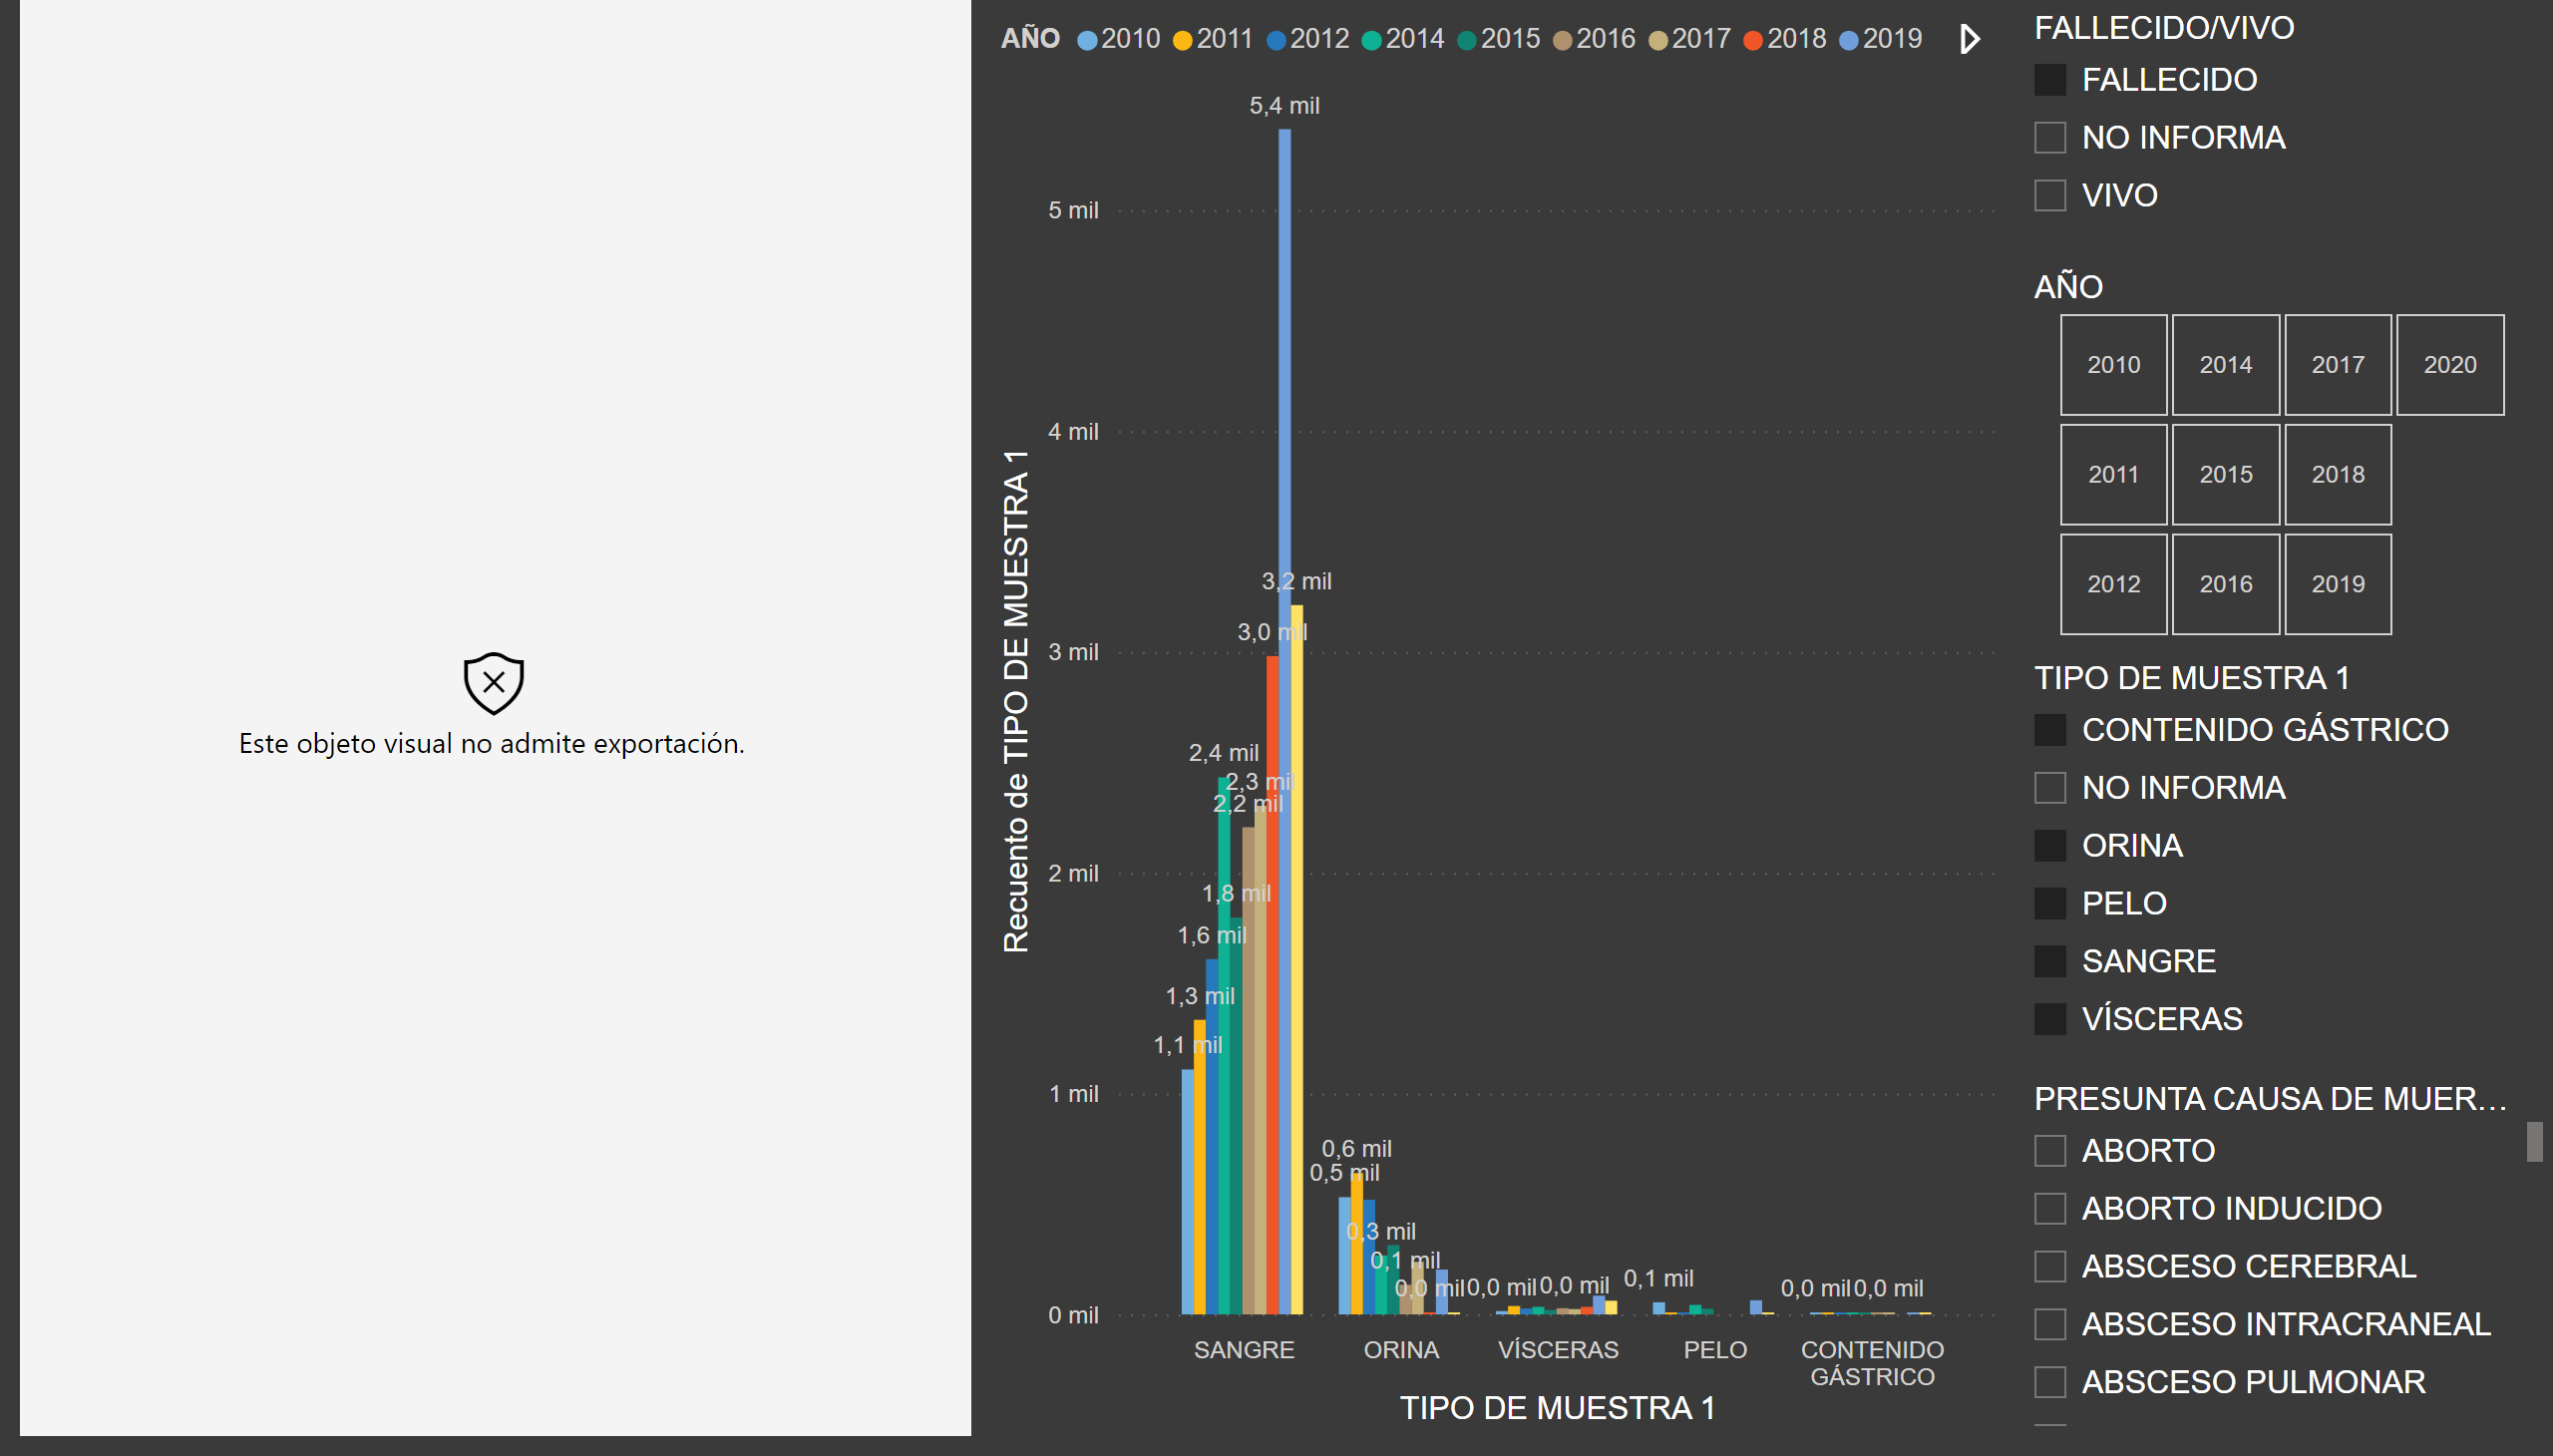 Este objeto visual no admite exportación.
AÑO 2010 2011 2012 2014 2015 2016 2017 2018 2019
Recuento de TIPO DE MUESTRA 1
5 mil
4 mil
3 mil
2 mil
1 mil
0 mil
5,4 mil
3,2 mil
3,0 mil
2,4 mil
2,3 mil
2,2 mil
1,8 mil
1,6 mil
1,3 mil
1,1 mil
0,6 mil
0,5 mil
0,3 mil
0,1 mil
0,0 mil
0,0 mil
0,0 mil
0,1 mil
0,0 mil
0,0 mil
SANGRE
ORINA
VÍSCERAS
PELO
CONTENIDO
GÁSTRICO
TIPO DE MUESTRA 1
FALLECIDO/VIVO
FALLECIDO
NO INFORMA
VIVO
AÑO
2010 2014 2017 2020
2011 2015 2018
2012 2016 2019
TIPO DE MUESTRA 1
CONTENIDO GÁSTRICO
NO INFORMA
ORINA
PELO
SANGRE
VÍSCERAS
PRESUNTA CAUSA DE MUER...
ABORTO
ABORTO INDUCIDO
ABSCESO CEREBRAL
ABSCESO INTRACRANEAL
ABSCESO PULMONAR